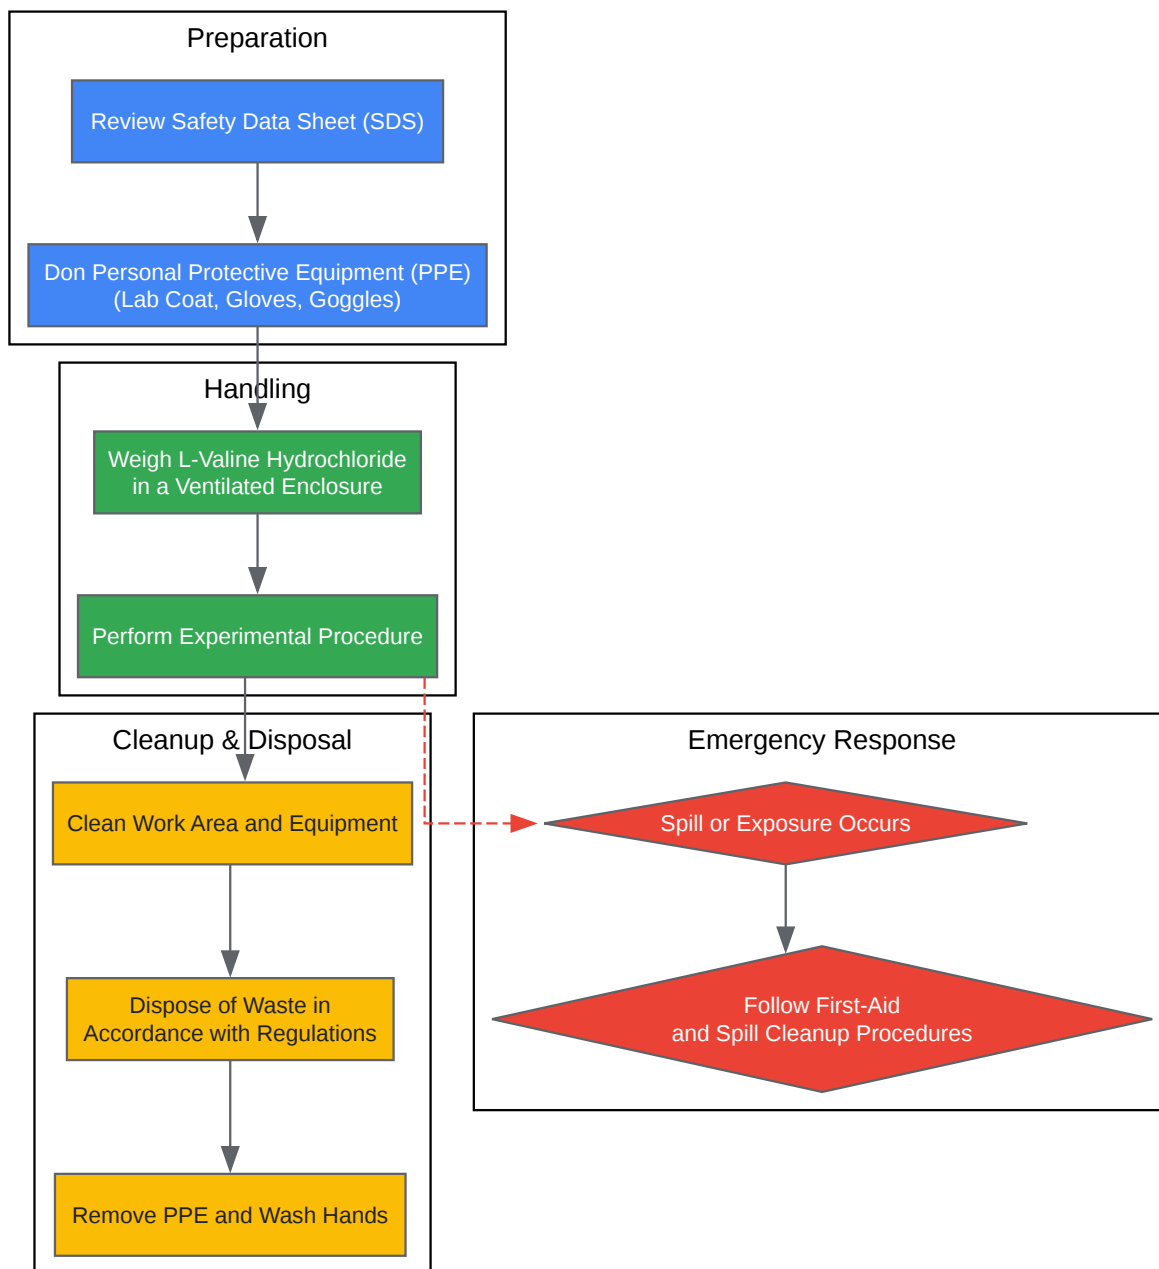 Preparation
Review Safety Data Sheet (SDS)
Don Personal Protective Equipment (PPE)
(Lab Coat, Gloves, Goggles)
Handling
Weigh L-Valine Hydrochloride
in a Ventilated Enclosure
Perform Experimental Procedure
Cleanup & Disposal
Clean Work Area and Equipment
Dispose of Waste in
Accordance with Regulations
Remove PPE and Wash Hands
Emergency Response
Spill or Exposure Occurs
Follow First-Aid
and Spill Cleanup Procedures